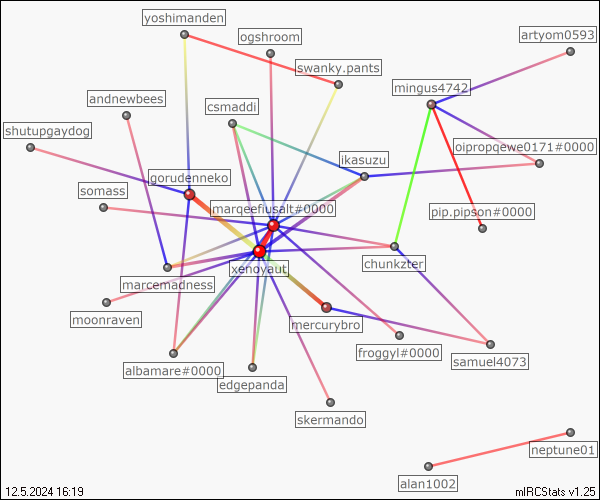 yoshimanden
artyom0593
ogshroom
swanky.pants
mingus4742
andnewbees
csmaddi
shutupgaydog
oipropqewe0171#0000
ikasuzu
gorudenneko
somass
marqeefiusalt#0000
pip.pipson#0000
xenoyaut
chunkzter
marcemadness
moonraven
mercurybro
froggyl#0000
samuel4073
albamare#0000
edgepanda
skermando
neptune01
alan1002
12.5.2024 16:19
mIRCStats v1.25